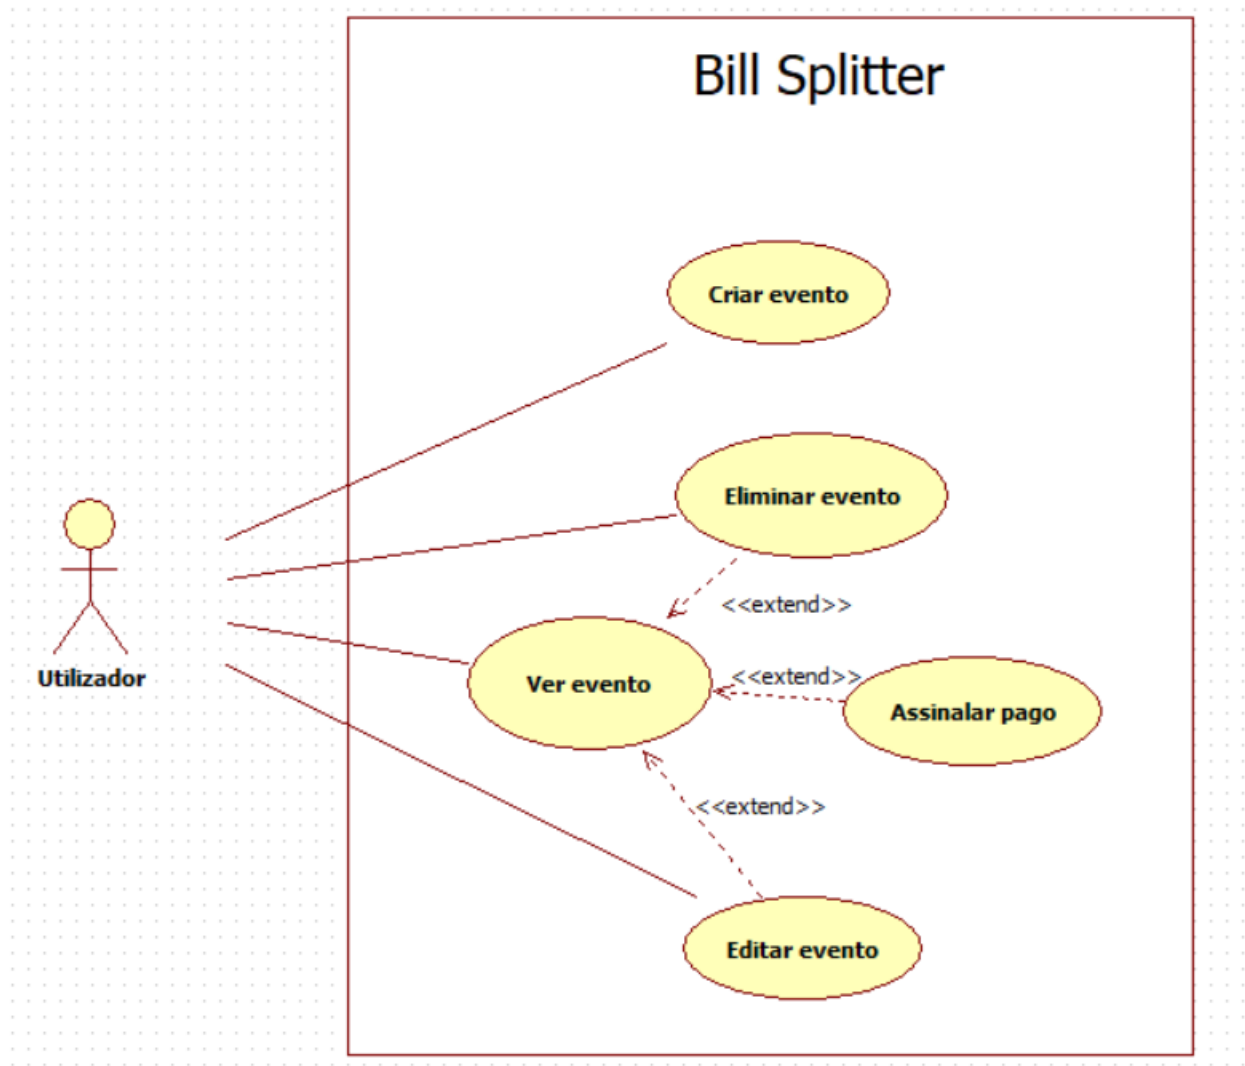 Bill Splitter
Criar evento
Eliminar evento
<<extend>>
Utilizador
Ver evento
<<extend>>
Assinalar pago
<<extend>>
Editar evento